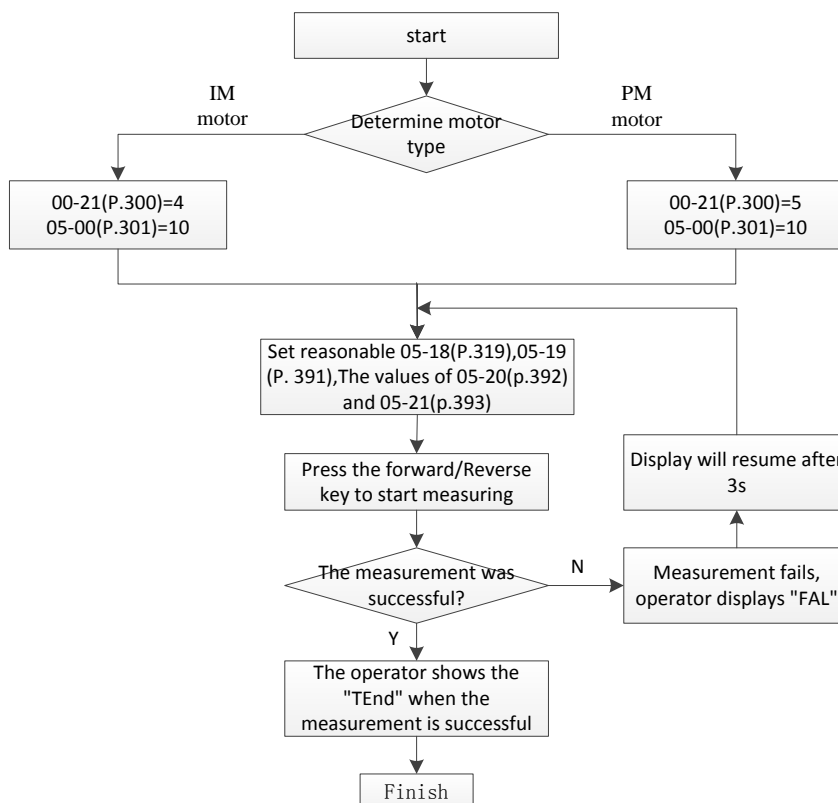 start
IM
motor
PM
motor
Determine motor
type
00-21(P.300)=4
05-00(P.301)=10
00-21(P.300)=5
05-00(P.301)=10
Set reasonable 05-18(P.319),05-19
(P. 391),The values of 05-20(p.392)
and 05-21(p.393)
Press the forward/Reverse
key to start measuring
Display will resume after
3s
The measurement was
successful?
N
Measurement fails,
operator displays "FAL"
Y
The operator shows the
"TEnd" when the
measurement is successful
Finish